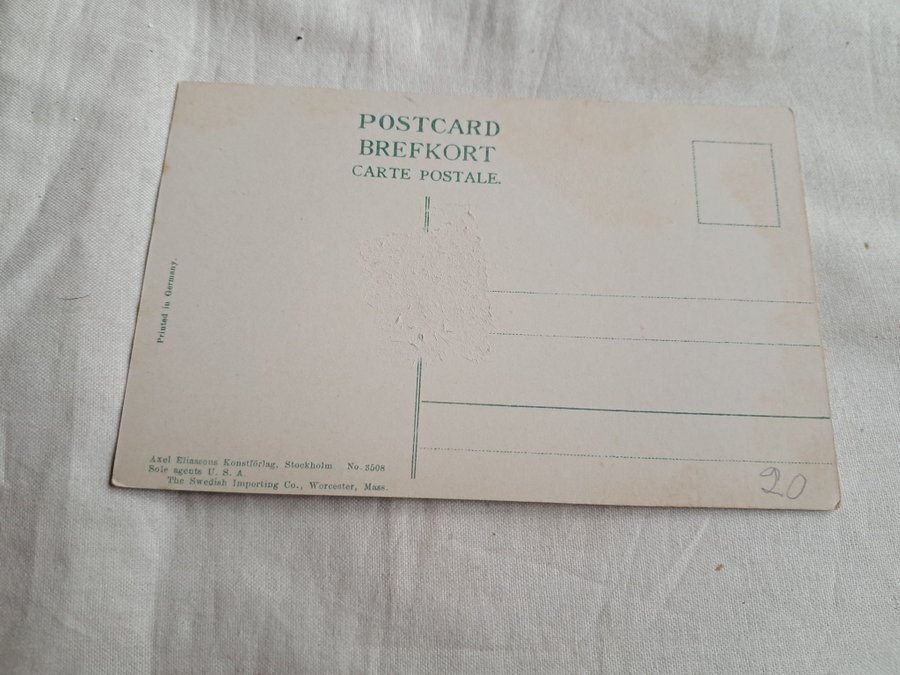 POSTCARD
BREFKORT
CARTE POSTALE.
Printed in Germany.
Axel Eliassons Konstförlag, Stockholm No. 3508
Sole agents U. S. A.
The Swedish Importing Co., Worcester, Mass.
20